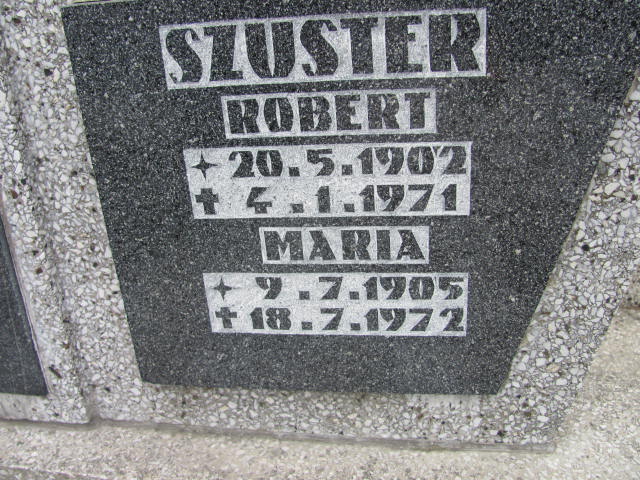 SZUSTER
ROBERT
✦ 20.5.1902
✝ 4.1.1971
MARIA
✦ 9.7.1905
✝ 18.7.1972